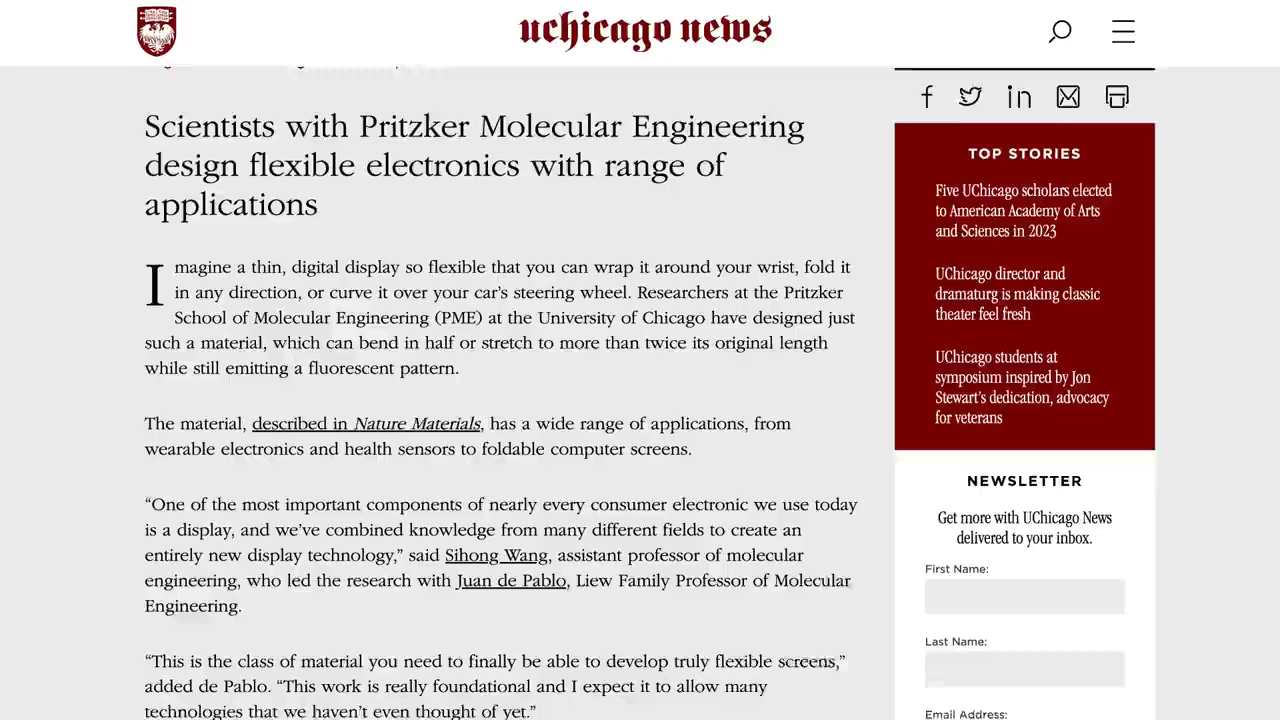 uchicago news
Scientists with Pritzker Molecular Engineering
design flexible electronics with range of
applications
Imagine a thin, digital display so flexible that you can wrap it around your wrist, fold it
in any direction, or curve it over your car’s steering wheel. Researchers at the Pritzker
School of Molecular Engineering (PME) at the University of Chicago have designed just
such a material, which can bend in half or stretch to more than twice its original length
while still emitting a fluorescent pattern.
The material, described in Nature Materials, has a wide range of applications, from
wearable electronics and health sensors to foldable computer screens.
“One of the most important components of nearly every consumer electronic we use today
is a display, and we’ve combined knowledge from many different fields to create an
entirely new display technology,” said Sihong Wang, assistant professor of molecular
engineering, who led the research with Juan de Pablo, Liew Family Professor of Molecular
Engineering.
“This is the class of material you need to finally be able to develop truly flexible screens,”
added de Pablo. “This work is really foundational and I expect it to allow many
technologies that we haven’t even thought of yet.”
TOP STORIES
Five UChicago scholars elected
to American Academy of Arts
and Sciences in 2023
UChicago director and
dramaturg is making classic
theater feel fresh
UChicago students at
symposium inspired by Jon
Stewart’s dedication, advocacy
for veterans
NEWSLETTER
Get more with UChicago News
delivered to your inbox.
First Name:
Last Name:
Email Address: